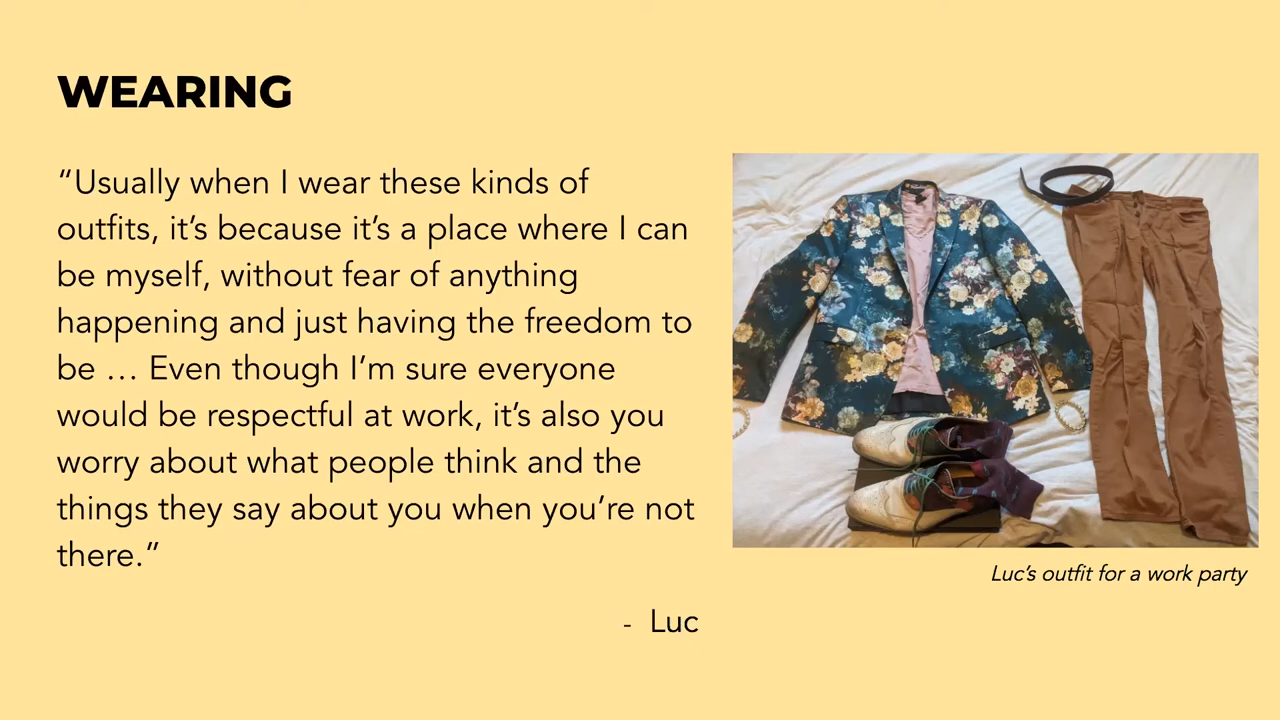 WEARING
“Usually when I wear these kinds of
outfits, it’s because it’s a place where I can
be myself, without fear of anything
happening and just having the freedom to
be … Even though I’m sure everyone
would be respectful at work, it’s also you
worry about what people think and the
things they say about you when you’re not
there.”
- Luc
Luc’s outfit for a work party